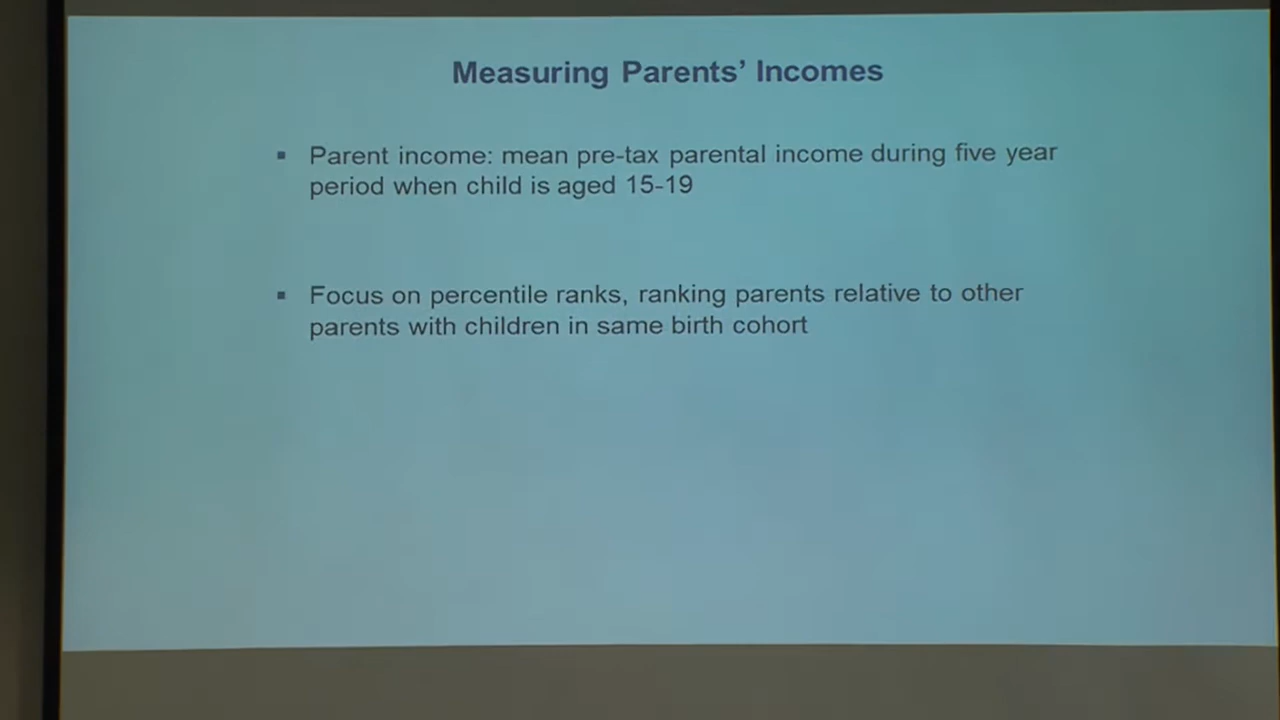 Measuring Parents’ Incomes
▪ Parent income: mean pre-tax parental income during five year
period when child is aged 15-19
▪ Focus on percentile ranks, ranking parents relative to other
parents with children in same birth cohort